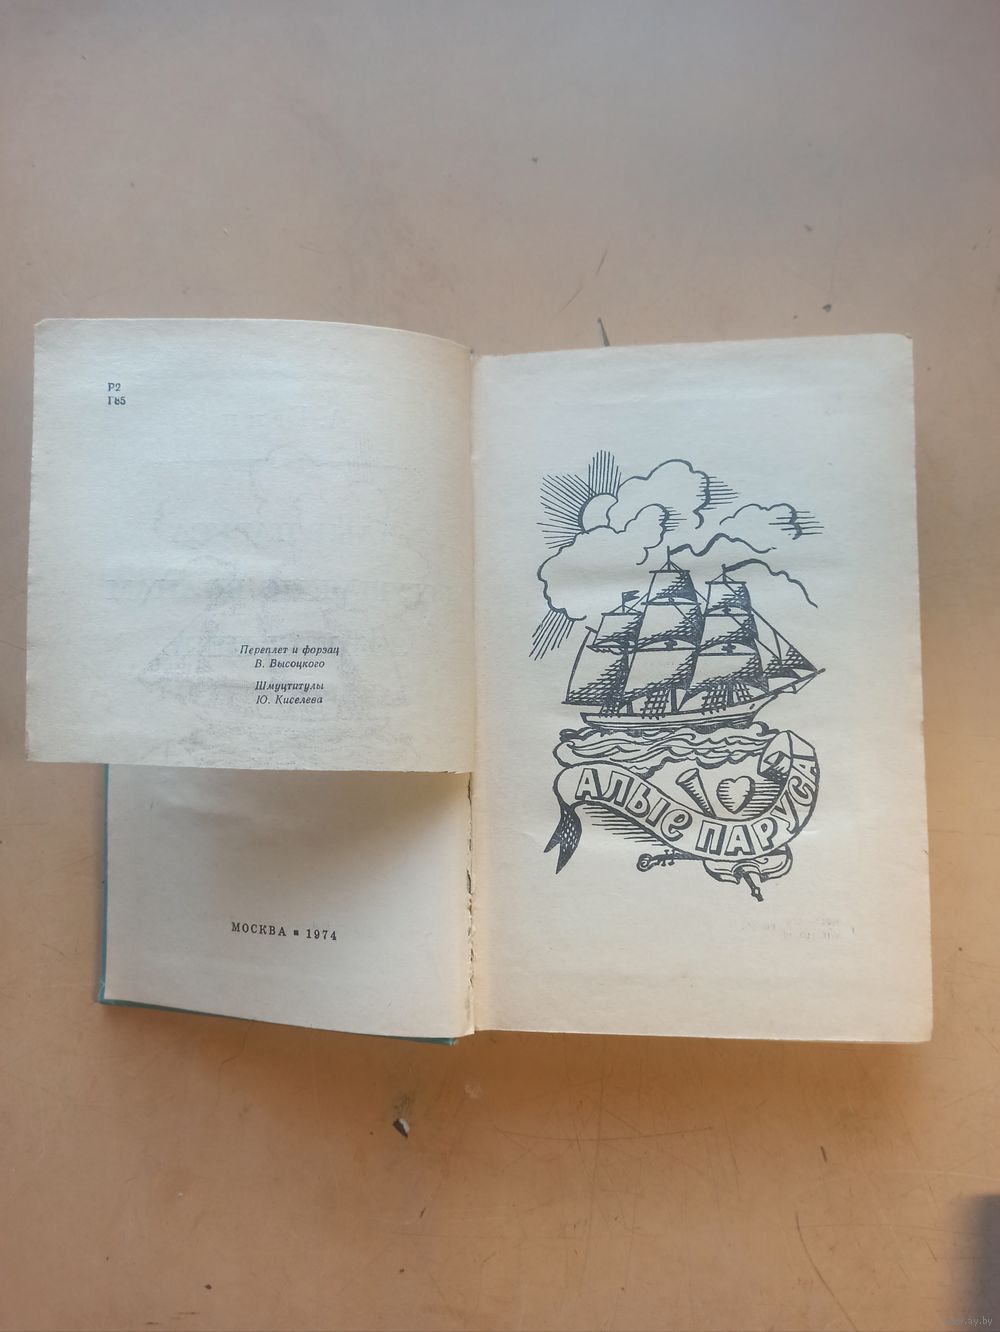 Р2
Г85
Переплет и форзац
В. Высоцкого
Шмуцтитулы
Ю. Киселева
МОСКВА ■ 1974
АЛЫЕ ПАРУСА